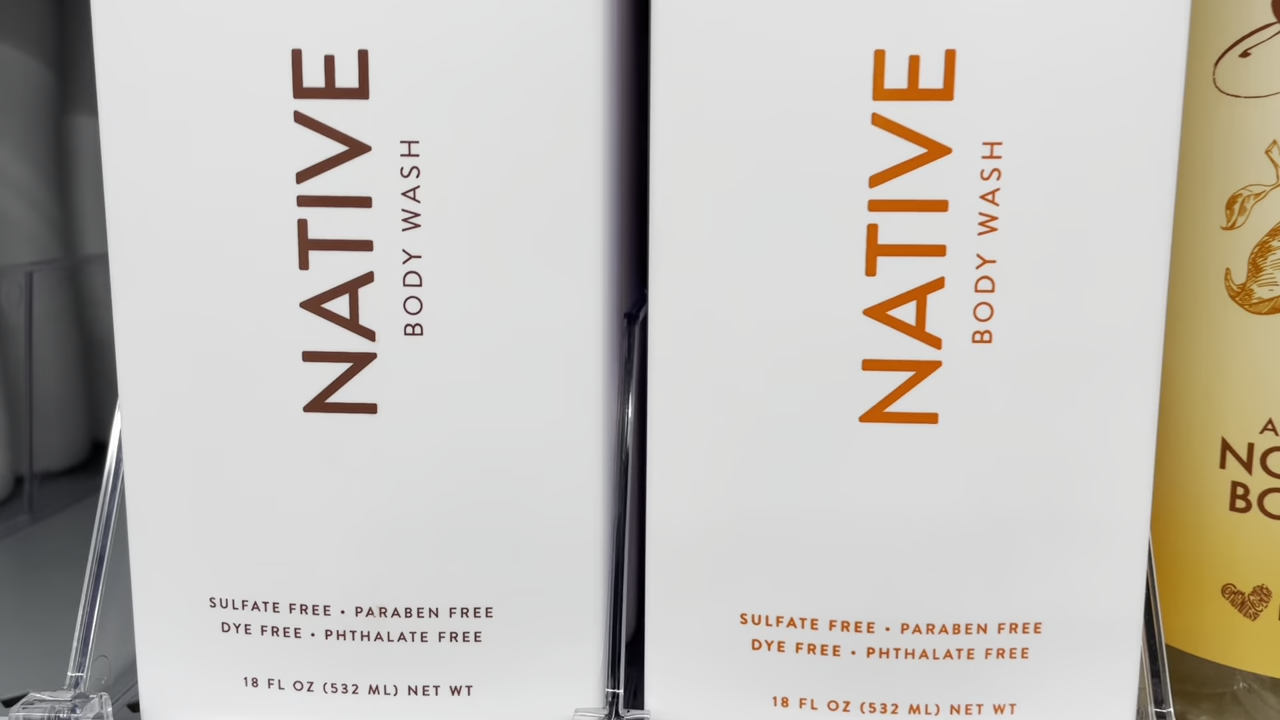 NATIVE
BODY WASH
SULFATE FREE • PARABEN FREE
DYE FREE • PHTHALATE FREE
18 FL OZ (532 ML) NET WT
NATIVE
BODY WASH
SULFATE FREE • PARABEN FREE
DYE FREE • PHTHALATE FREE
18 FL OZ (532 ML) NET WT